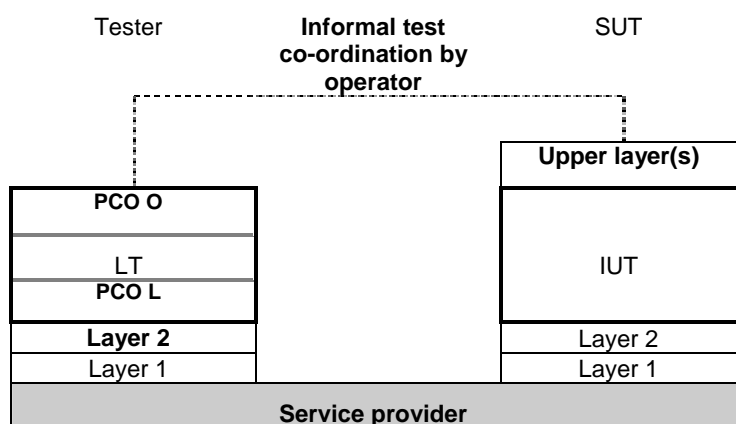 Tester
Informal test
co-ordination by
operator
SUT
Upper layer(s)
PCO O
LT
PCO L
IUT
Layer 2
Layer 2
Layer 1
Layer 1
Service provider